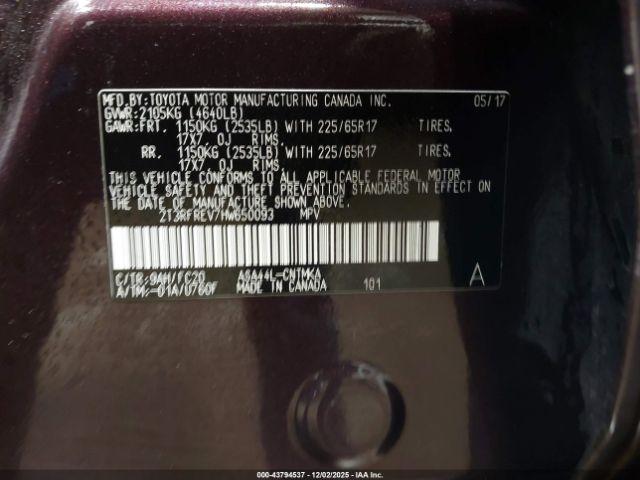 MFD.BY:TOYOTA MOTOR MANUFACTURING CANADA INC. 05/17
GVWR:2105KG (4640LB)
GAWR:FRT. 1150KG (2535LB) WITH 225/65R17 TIRES,
17X7.0J RIMS.
RR. 1150KG (2535LB) WITH 225/65R17 TIRES,
17X7.0J RIMS.
THIS VEHICLE CONFORMS TO ALL APPLICABLE FEDERAL MOTOR
VEHICLE SAFETY AND THEFT PREVENTION STANDARDS IN EFFECT ON
THE DATE OF MANUFACTURE SHOWN ABOVE.
2T3RFREV7HW650093 MPV
C/TR:9AH/FC20 ASA44L-CNTMKA A
A/TM:-01A/U760F MADE IN CANADA 101
000-43794537 - 12/02/2025 - IAA Inc.